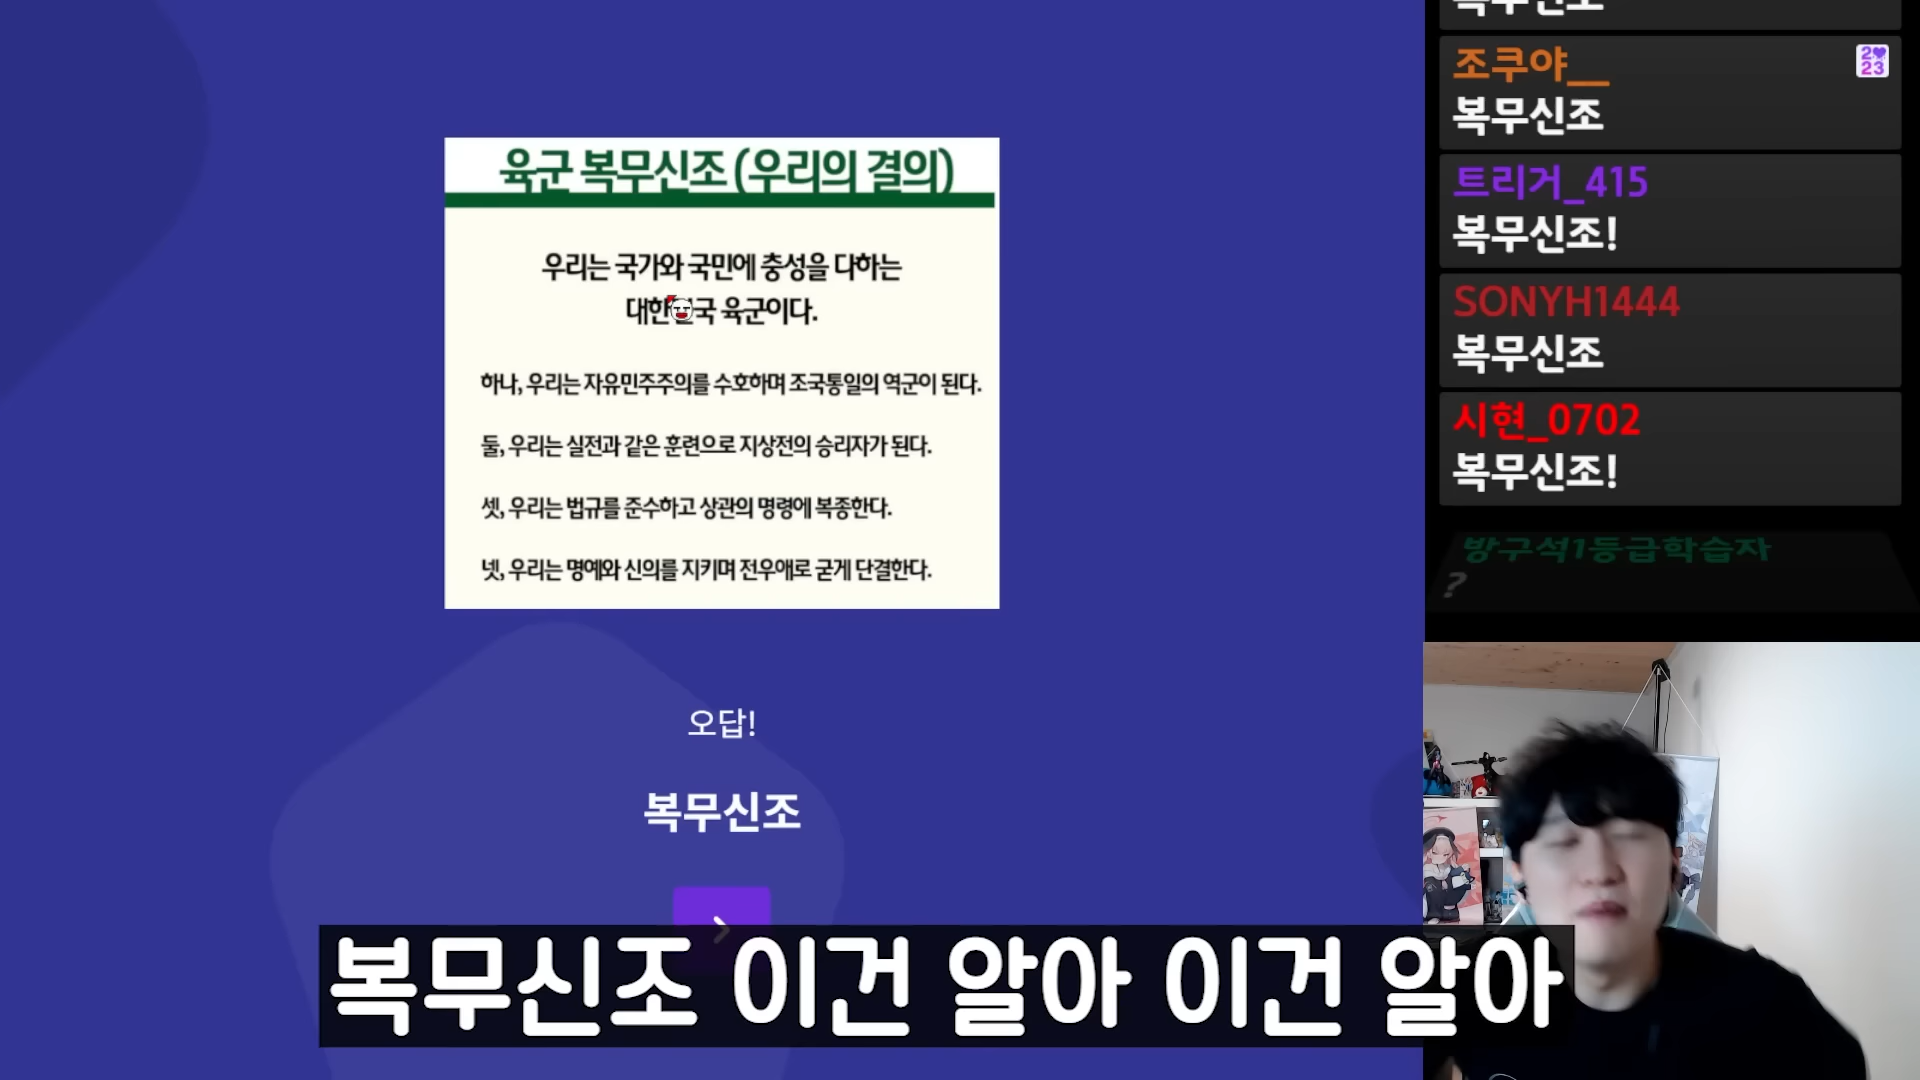 육군 복무신조 (우리의 결의)
우리는 국가와 국민에 충성을 다하는
대한 국 육군이다.
하나, 우리는 자유민주주의를 수호하며 조국통일의 역군이 된다.
둘, 우리는 실전과 같은 훈련으로 지상전의 승리자가 된다.
셋, 우리는 법규를 준수하고 상관의 명령에 복종한다.
넷, 우리는 명예와 신의를 지키며 전우애로 굳게 단결한다.
오답!
복무신조
복무신조 이건 알아 이건 알아
복무신조
조쿠야__
2 23
복무신조
트리거_415
복무신조!
SONYH1444
복무신조
시현_0702
복무신조!
방구석1등급학습자
?